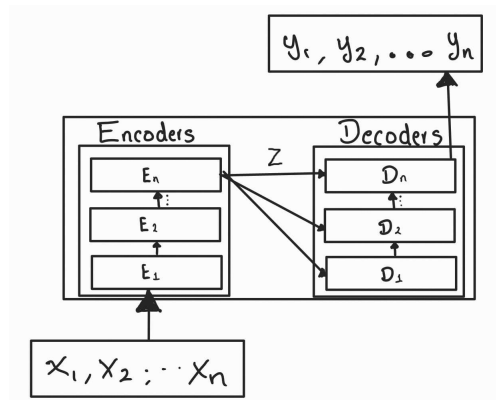 y₁, y₂, ... yₙ
Encoders
Decoders
Z
Eₙ
Dₙ
⋮
⋮
E₂
D₂
E₁
D₁
x₁, x₂, ... xₙ